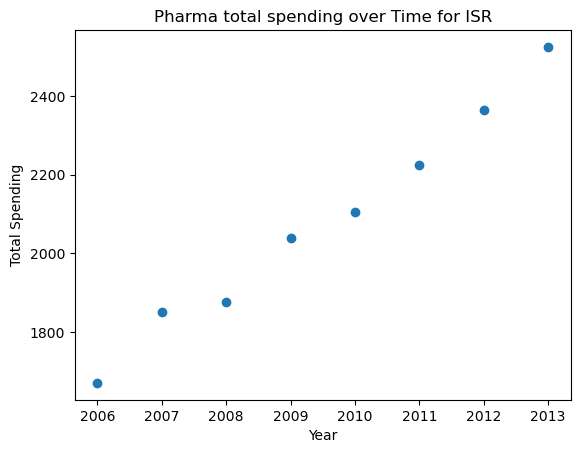 Pharma total spending over Time for ISR
Total Spending
2400
2200
2000
1800
2006 2007 2008 2009 2010 2011 2012 2013
Year